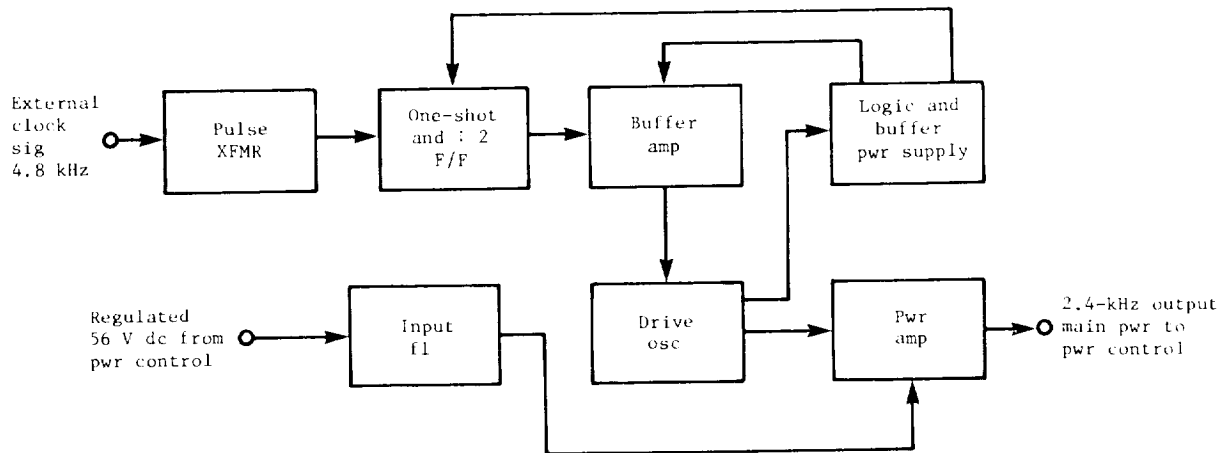 External
clock
sig
4.8 kHz
Pulse
XFMR
One-shot
and : 2
F/F
Buffer
amp
Logic and
buffer
pwr supply
Regulated
56 V dc from
pwr control
Input
fl
Drive
osc
Pwr
amp
2.4-kHz output
main pwr to
pwr control